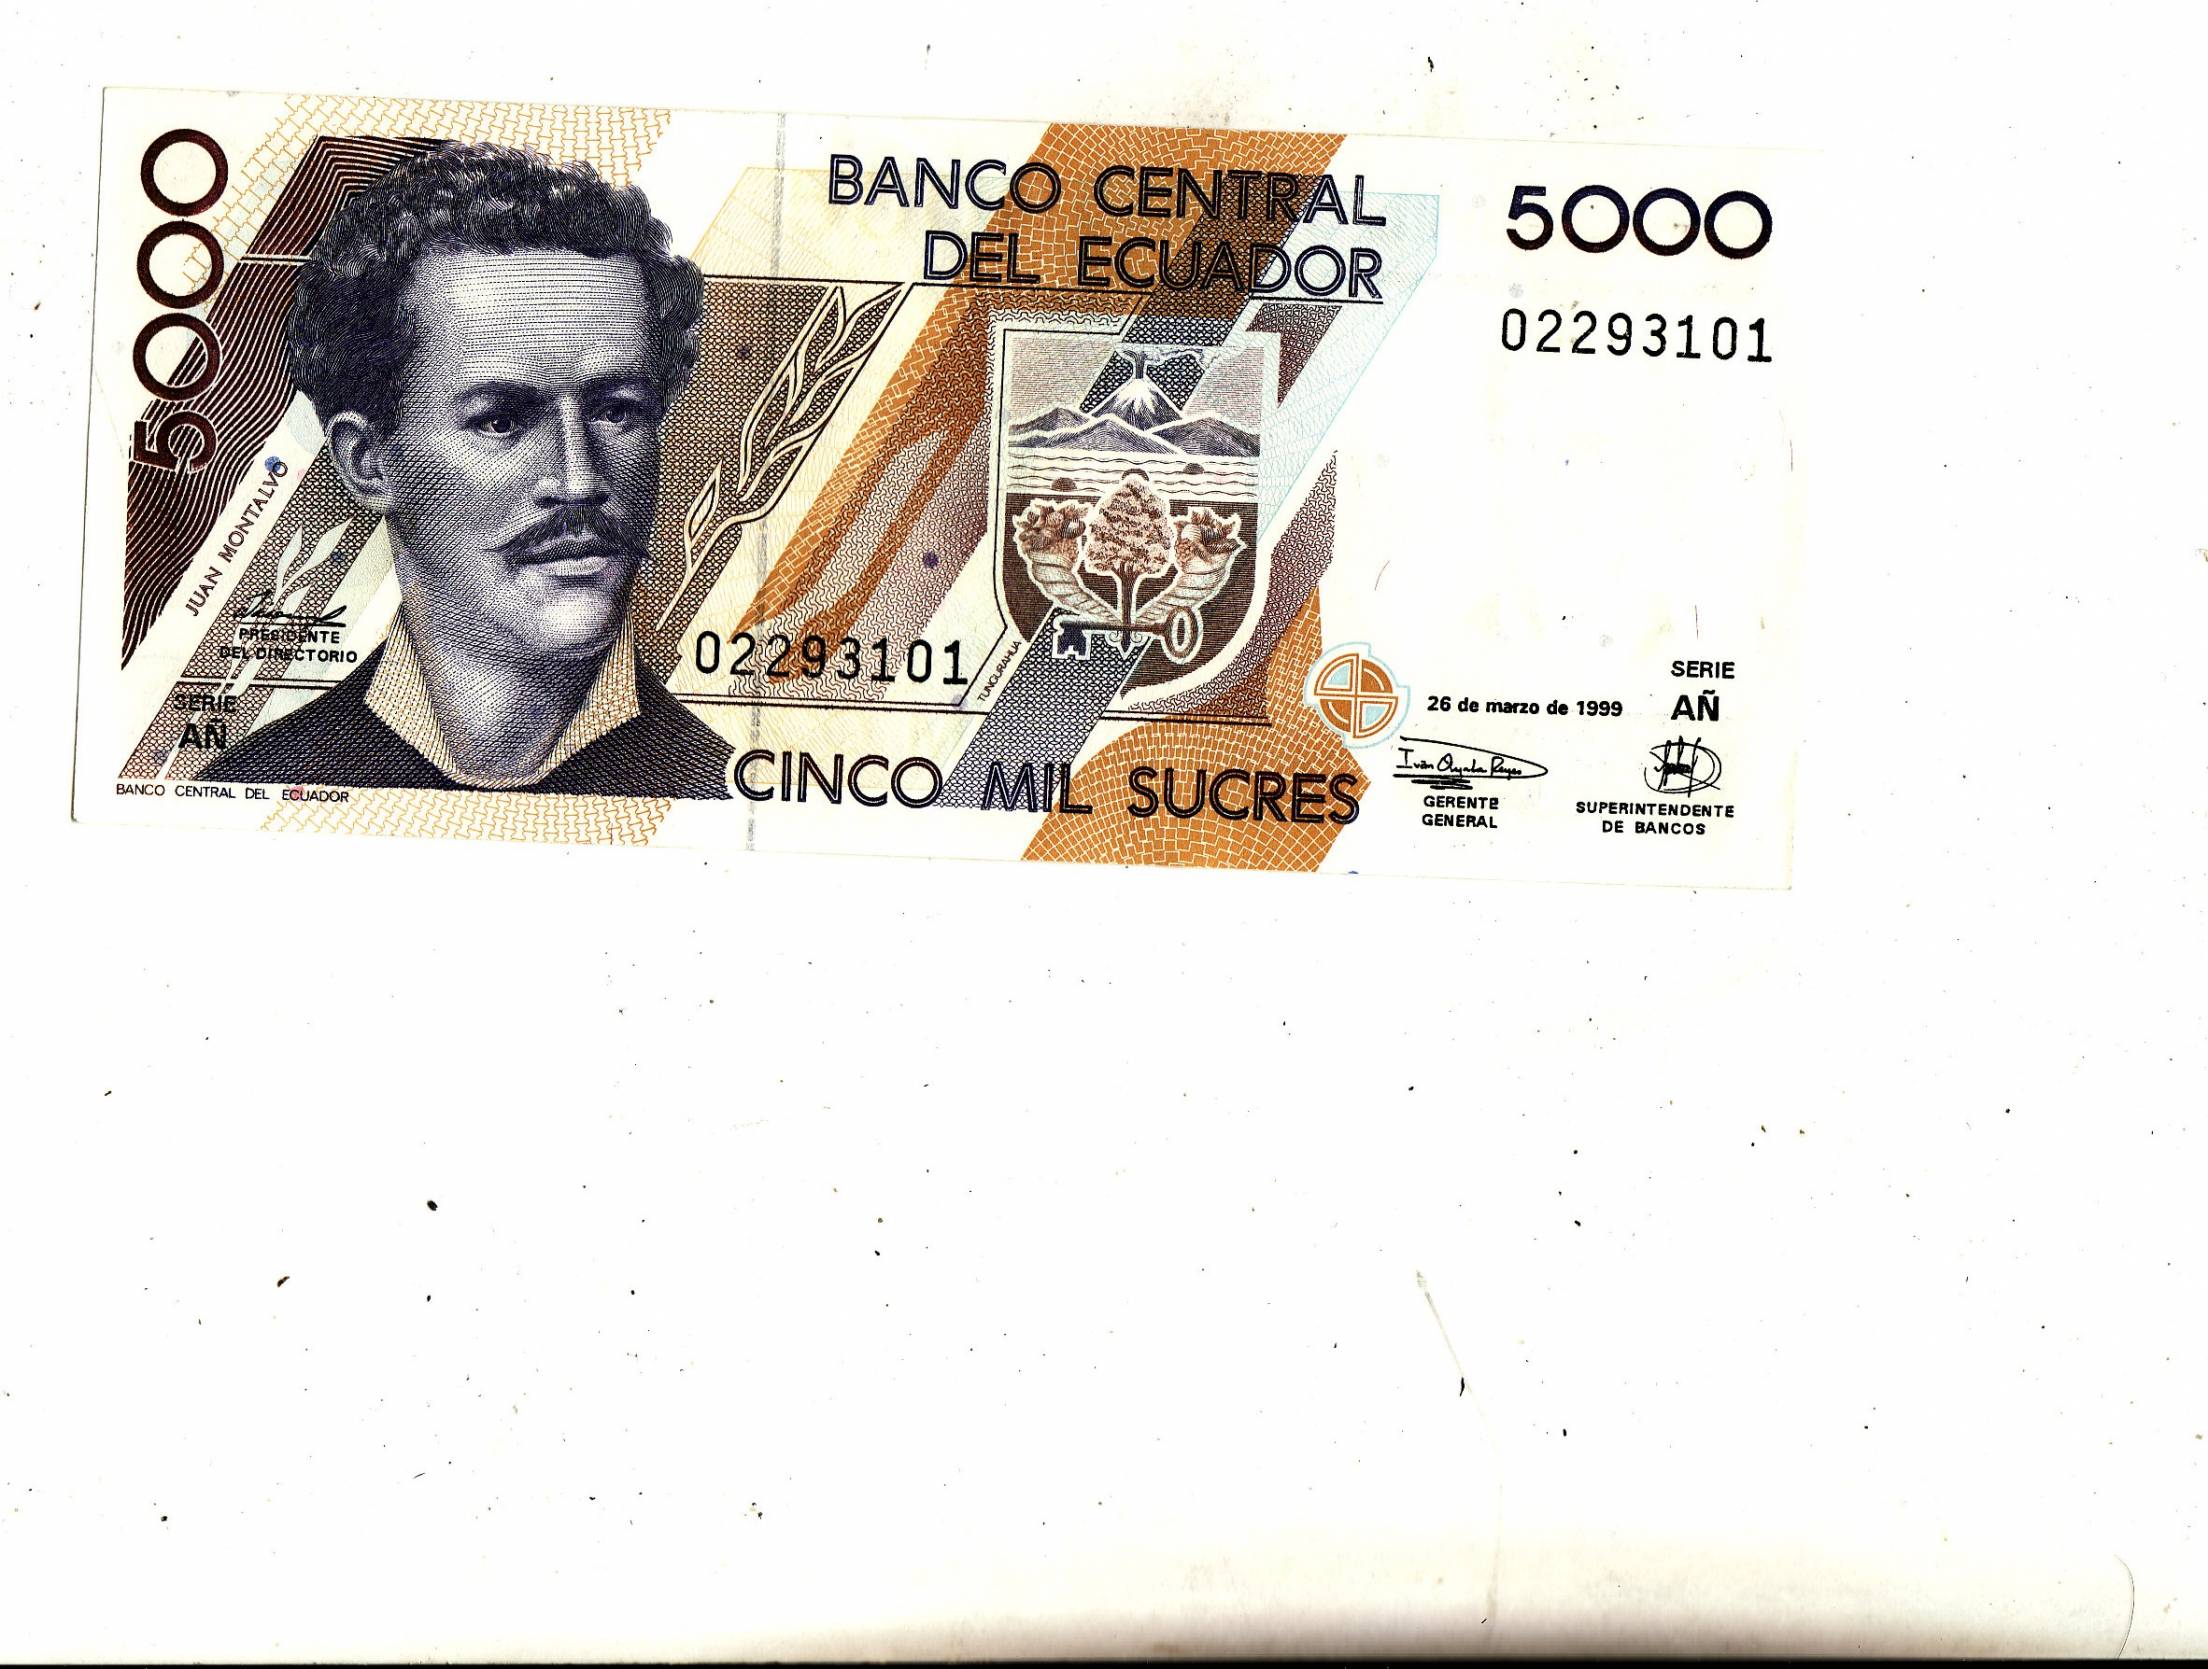 5000
BANCO CENTRAL
DEL ECUADOR
5000
02293101
JUAN MONTALVO
PRESIDENTE
DEL DIRECTORIO
SERIE
AÑ
BANCO CENTRAL DEL ECUADOR
02293101
TUNGURAHUA
CINCO MIL SUCRES
26 de marzo de 1999
SERIE
AÑ
GERENTE
GENERAL
SUPERINTENDENTE
DE BANCOS